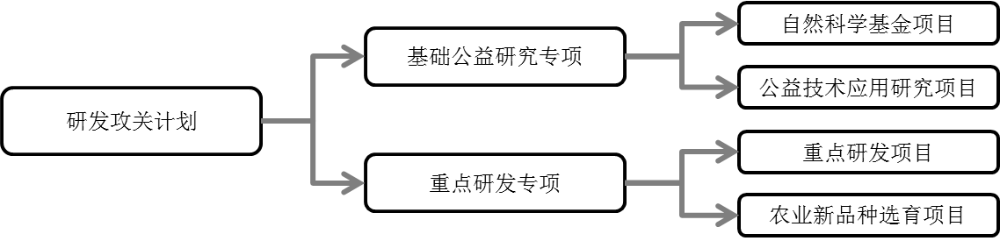 研发攻关计划
基础公益研究专项
自然科学基金项目
公益技术应用研究项目
重点研发专项
重点研发项目
农业新品种选育项目